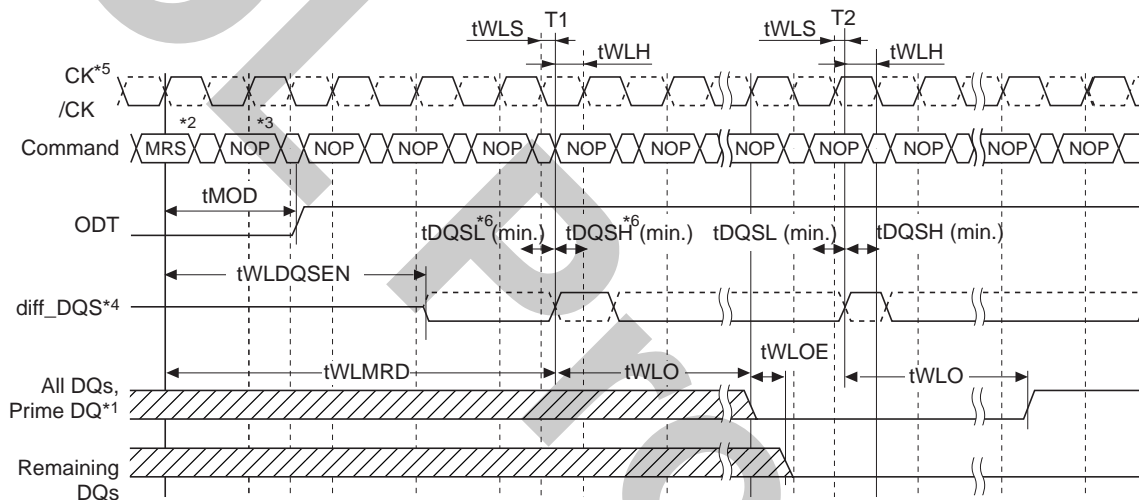 T1
T2
tWLS
tWLS
tWLH
tWLH
CK*5
/CK
*2
*3
Command
MRS
NOP
NOP
NOP
NOP
NOP
NOP
NOP
NOP
NOP
NOP
NOP
tMOD
ODT
tDQSL*6(min.)
tDQSH*6(min.)
tDQSL (min.)
tDQSH (min.)
tWLDQSEN
diff_DQS*4
tWLOE
tWLMRD
tWLO
tWLO
All DQs,
Prime DQ*1
Remaining
DQs